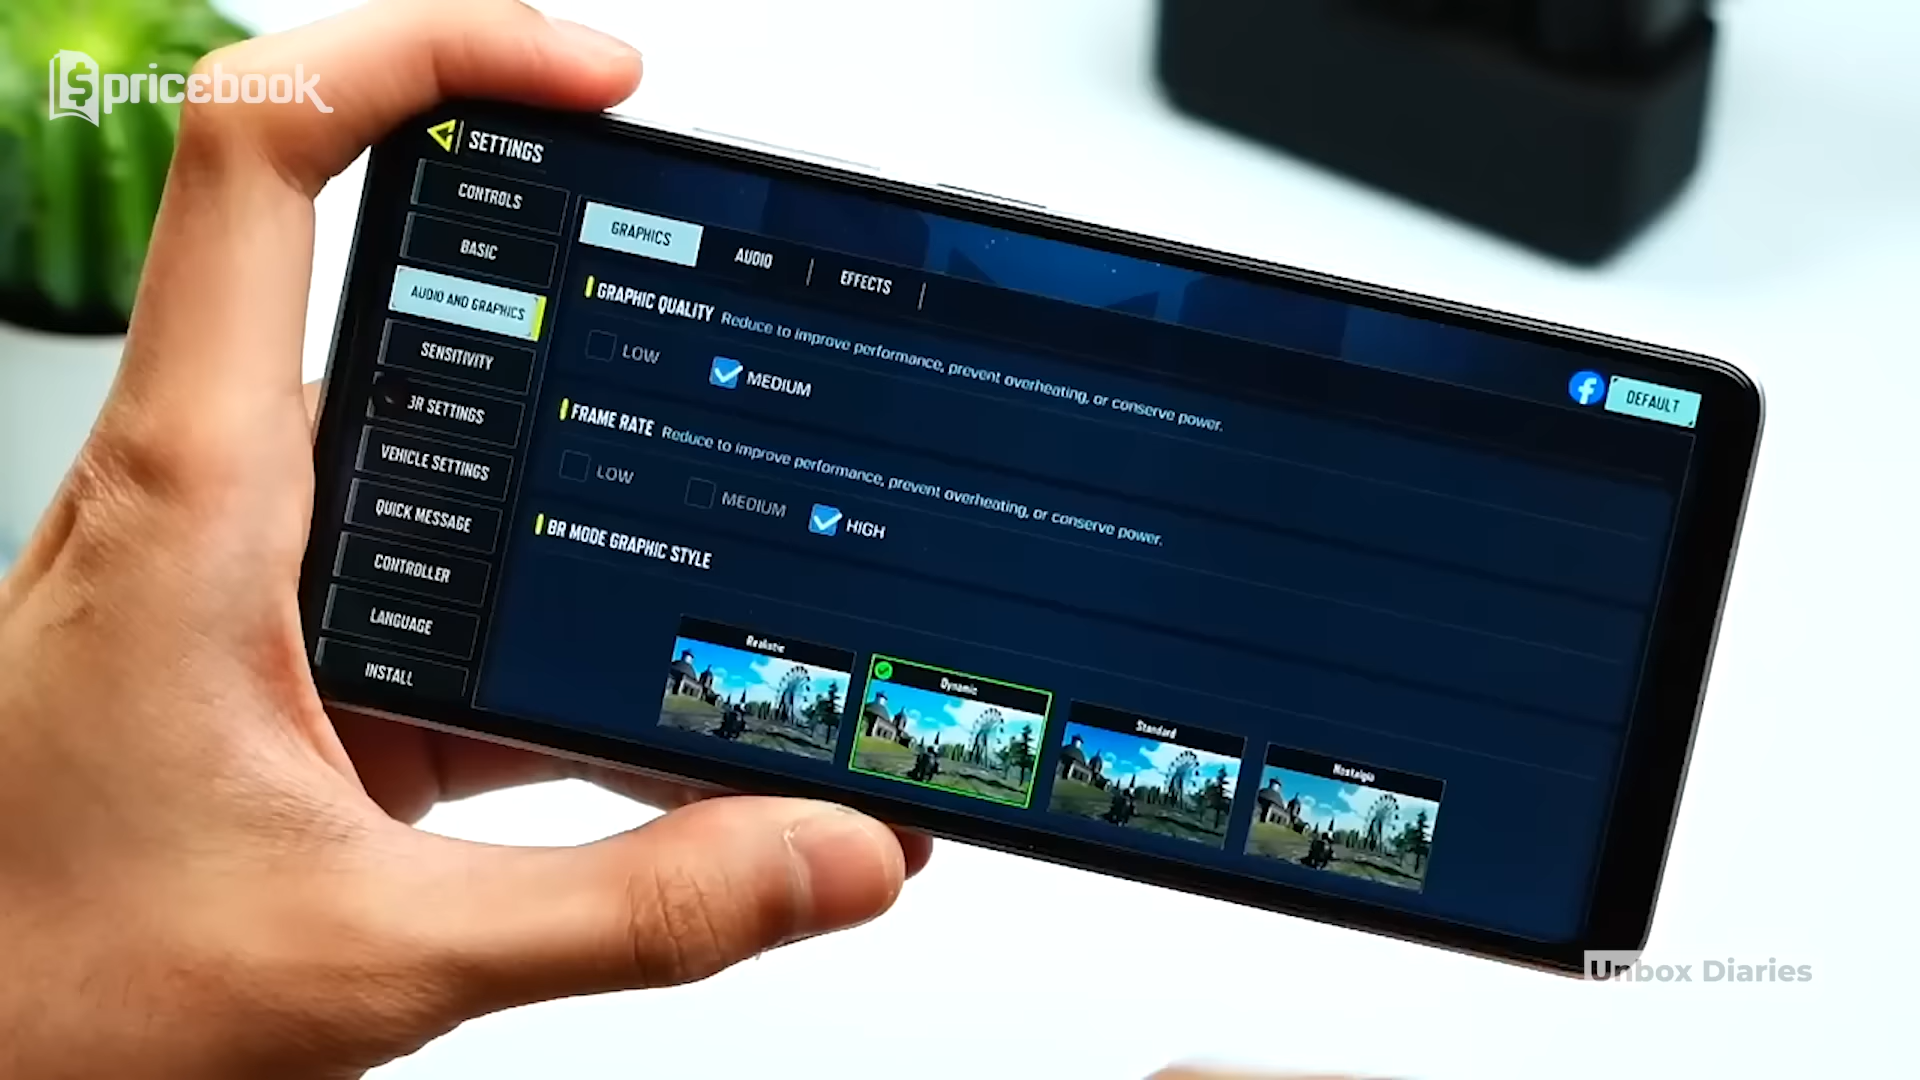 pricebook
SETTINGS
CONTROLS
BASIC
AUDIO AND GRAPHICS
SENSITIVITY
BR SETTINGS
VEHICLE SETTINGS
QUICK MESSAGE
CONTROLLER
LANGUAGE
INSTALL
GRAPHICS
AUDIO
EFFECTS
DEFAULT
GRAPHIC QUALITY Reduce to improve performance, prevent overheating, or conserve power.
LOW
MEDIUM
FRAME RATE Reduce to improve performance, prevent overheating, or conserve power.
LOW
MEDIUM
HIGH
BR MODE GRAPHIC STYLE
Realistic
Dynamic
Standard
Nostalgia
Unbox Diaries